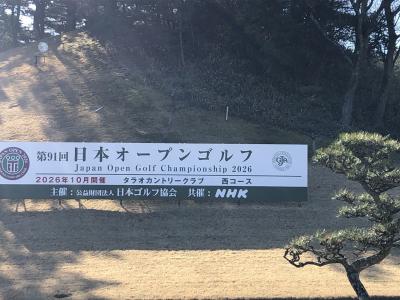 第91回 日本オープンゴルフ
Japan Open Golf Championship 2026
2026年10月開催 タラオカントリークラブ 西コース
主催：公益財団法人日本ゴルフ協会 共催：NHK